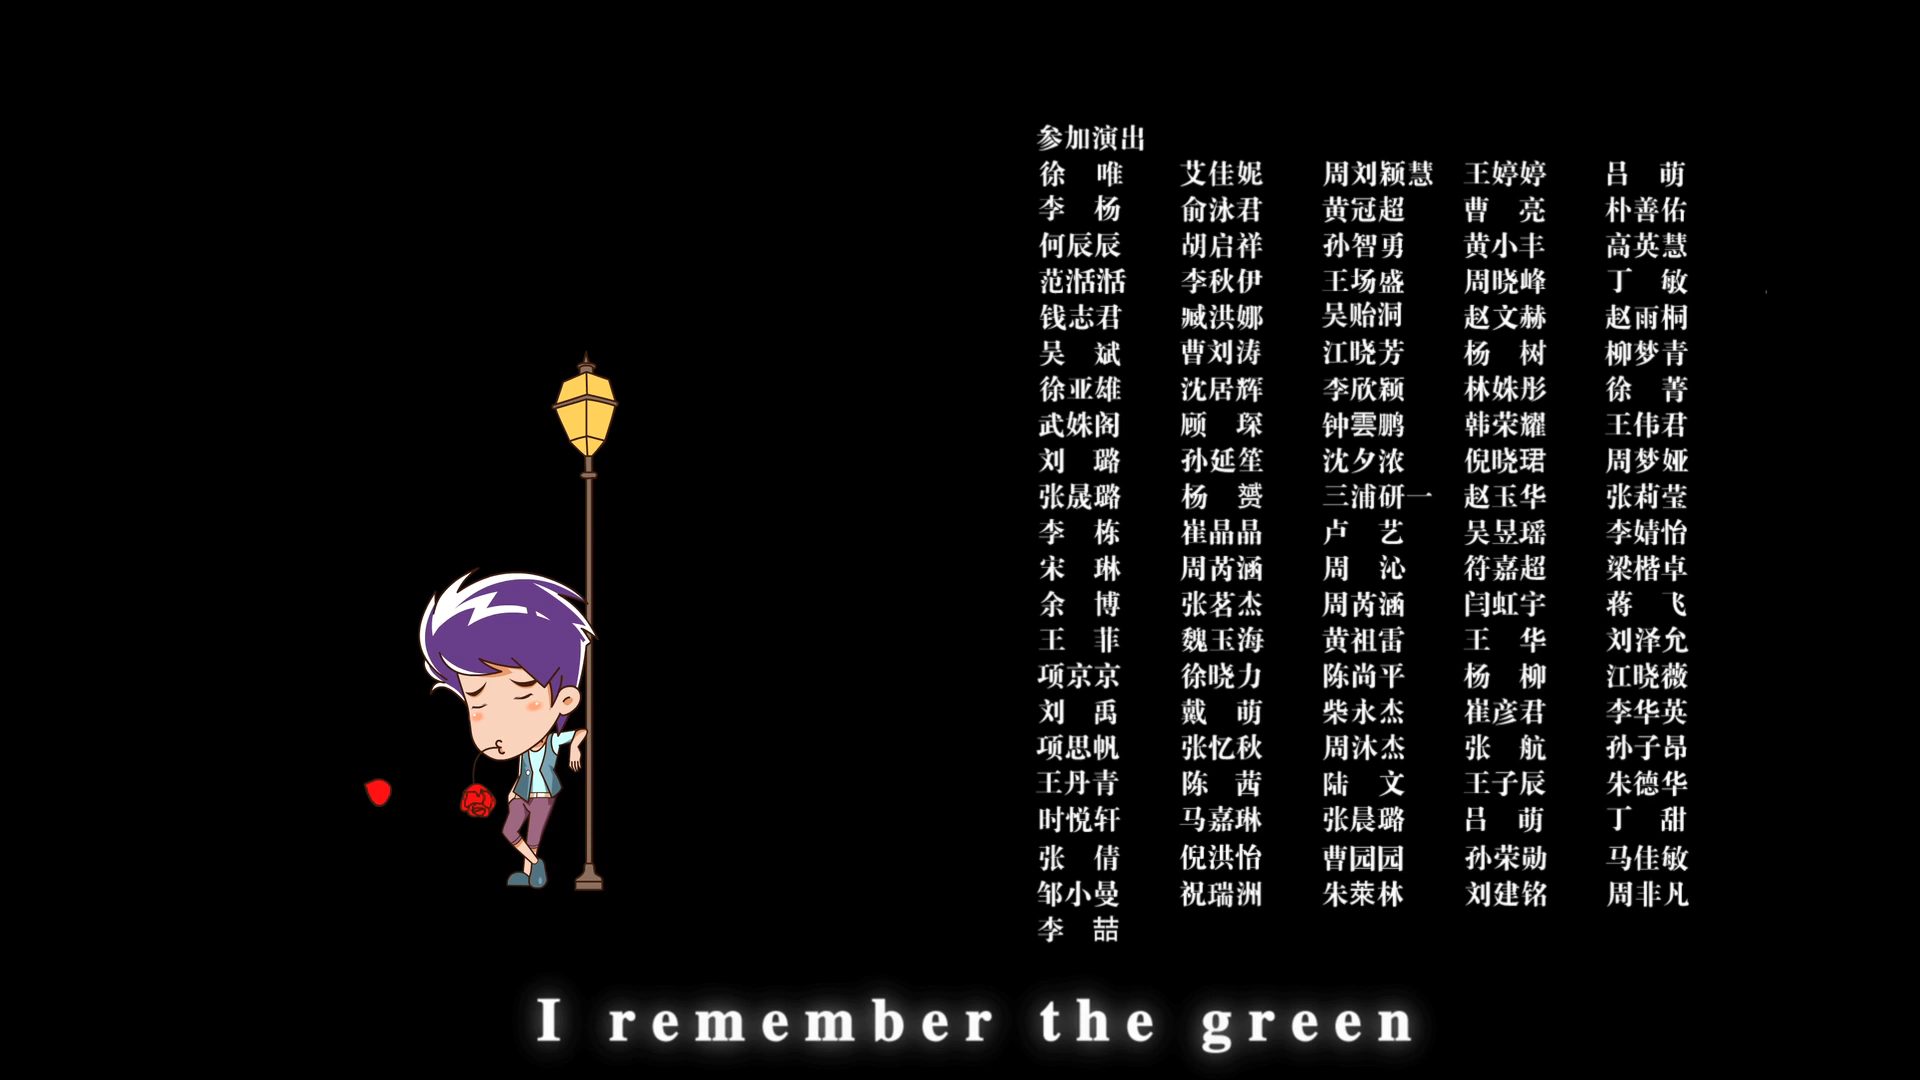 参加演出
徐 唯 艾佳妮 周刘颖慧 王婷婷 吕 萌
李 杨 俞泳君 黄冠超 曹 亮 朴善佑
何辰辰 胡启祥 孙智勇 黄小丰 高英慧
范湉湉 李秋伊 王场盛 周晓峰 丁 敏
钱志君 臧洪娜 吴贻洞 赵文赫 赵雨桐
吴 斌 曹刘涛 江晓芳 杨 树 柳梦青
徐亚雄 沈居辉 李欣颖 林姝彤 徐 菁
武姝阁 顾 琛 钟雲鹏 韩荣耀 王伟君
刘 璐 孙延笙 沈夕浓 倪晓珺 周梦娅
张晟璐 杨 赟 三浦研一 赵玉华 张莉莹
李 栋 崔晶晶 卢 艺 吴昱瑶 李婧怡
宋 琳 周芮涵 周 沁 符嘉超 梁楷卓
余 博 张茗杰 周芮涵 闫虹宇 蒋 飞
王 菲 魏玉海 黄祖雷 王 华 刘泽允
项京京 徐晓力 陈尚平 杨 柳 江晓薇
刘 禹 戴 萌 柴永杰 崔彦君 李华英
项思帆 张忆秋 周沐杰 张 航 孙子昂
王丹青 陈 茜 陆 文 王子辰 朱德华
时悦轩 马嘉琳 张晨璐 吕 萌 丁 甜
张 倩 倪洪怡 曹园园 孙荣勋 马佳敏
邹小曼 祝瑞洲 朱萊林 刘建铭 周非凡
李 喆
I remember the green